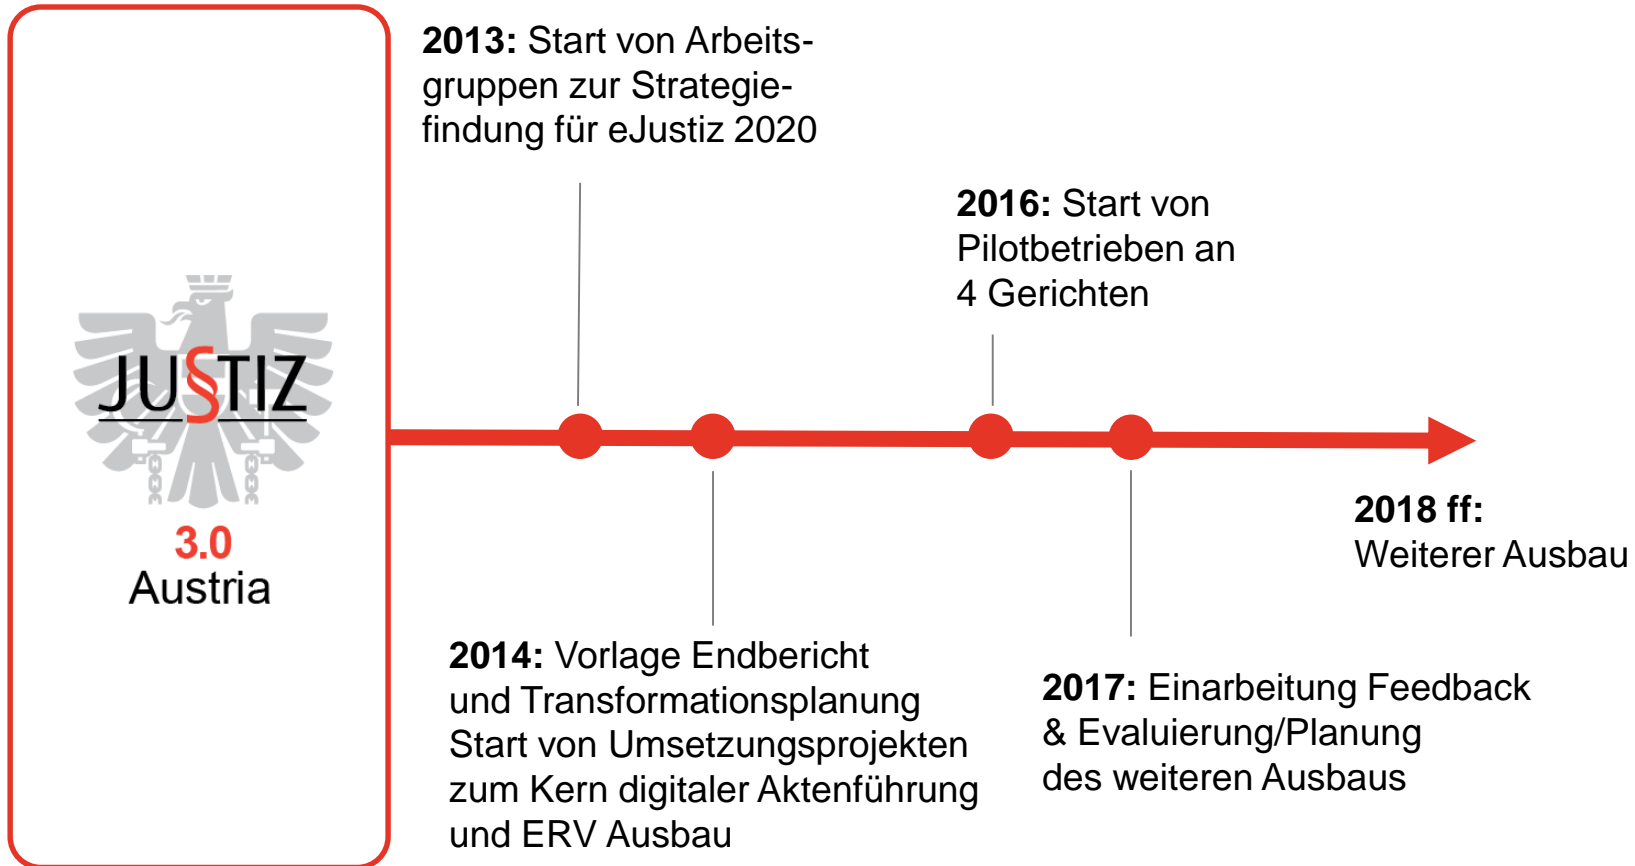 JU§TIZ
3.0
Austria
2013: Start von Arbeits-
gruppen zur Strategie-
findung für eJustiz 2020
2016: Start von
Pilotbetrieben an
4 Gerichten
2018 ff:
Weiterer Ausbau
2014: Vorlage Endbericht
und Transformationsplanung
Start von Umsetzungsprojekten
zum Kern digitaler Aktenführung
und ERV Ausbau
2017: Einarbeitung Feedback
& Evaluierung/Planung
des weiteren Ausbaus